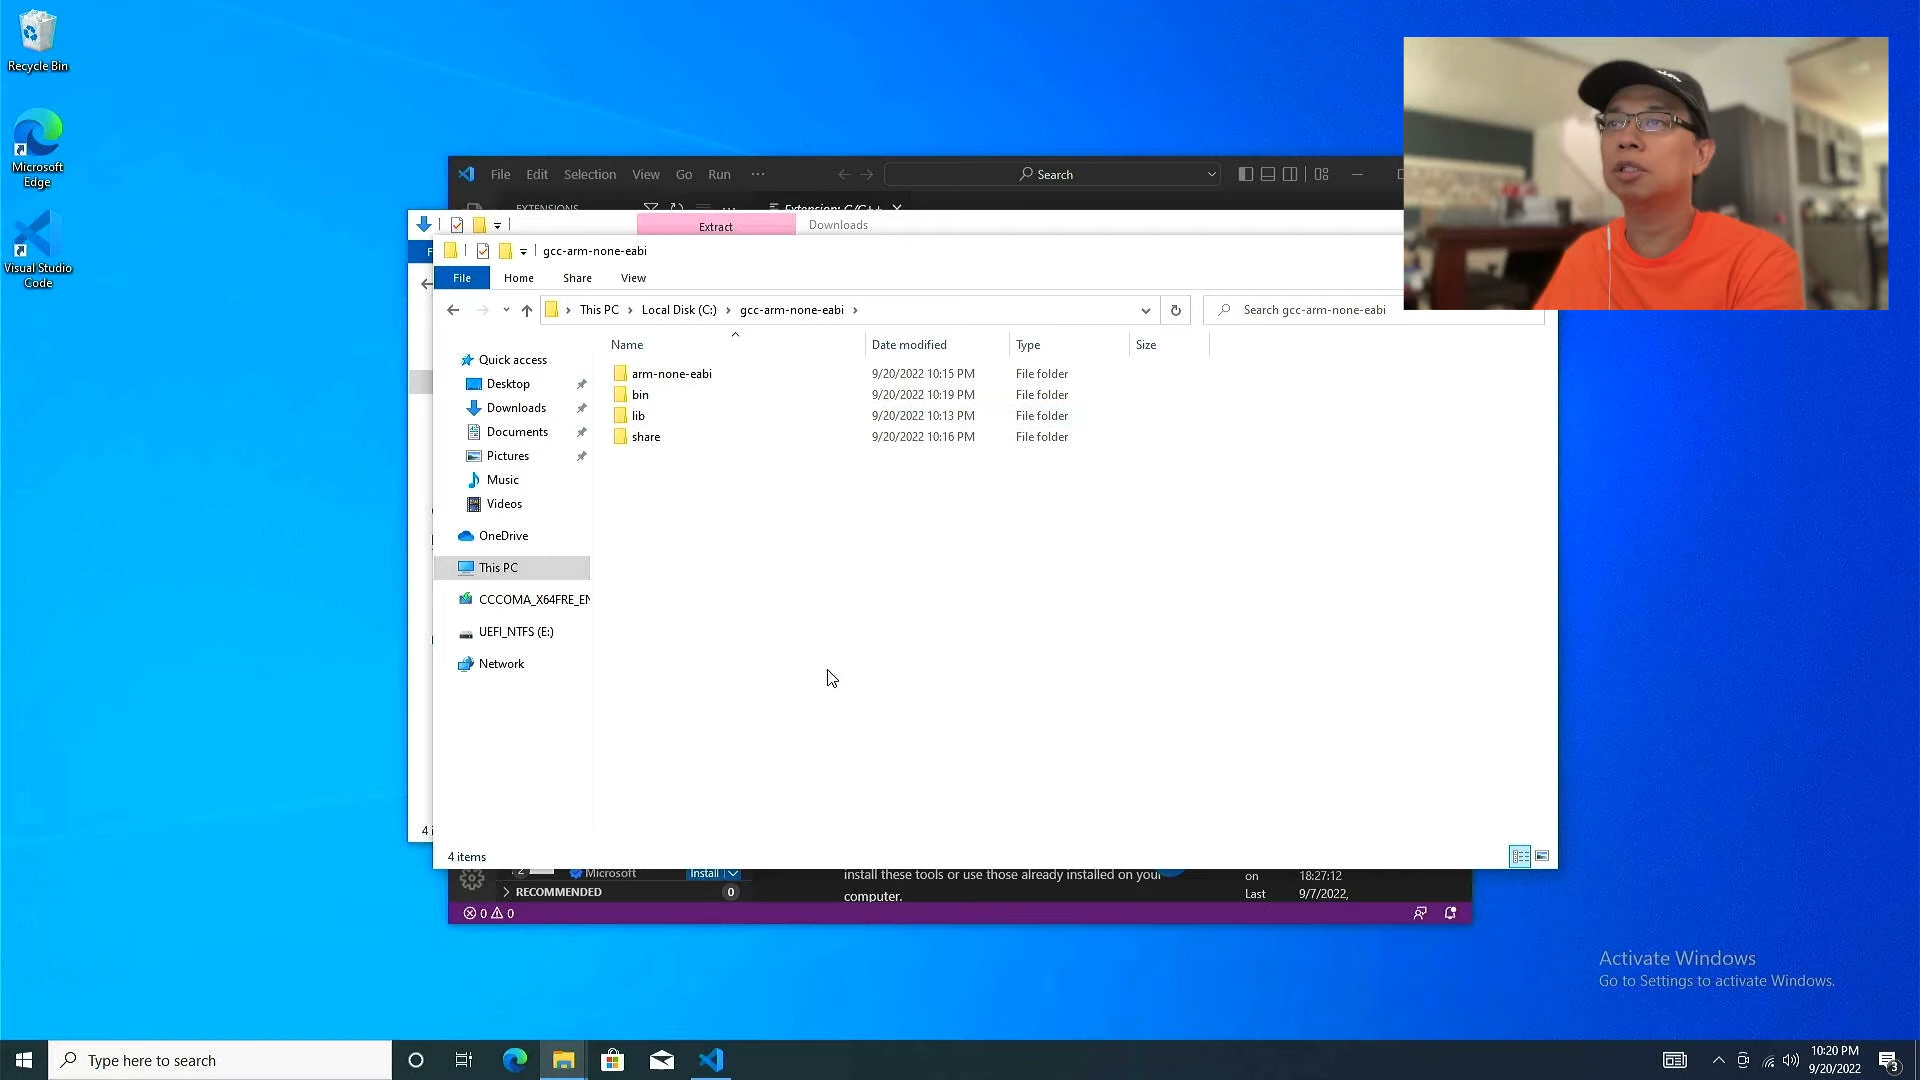 Recycle Bin
Microsoft
Edge
Visual Studio
Code
File Edit Selection View Go Run ··· Search
EXTENSIONS Extension: C/C++
Extract Downloads
gcc-arm-none-eabi
File Home Share View
This PC Local Disk (C:) gcc-arm-none-eabi Search gcc-arm-none-eabi
Name Date modified Type Size
Quick access
Desktop
Downloads
Documents
Pictures
Music
Videos
OneDrive
This PC
CCCOMA_X64FRE_EN
UEFI_NTFS (E:)
Network
arm-none-eabi 9/20/2022 10:15 PM File folder
bin 9/20/2022 10:19 PM File folder
lib 9/20/2022 10:13 PM File folder
share 9/20/2022 10:16 PM File folder
4 items
4
2 Microsoft Install
RECOMMENDED 0
install these tools or use those already installed on your
computer.
on 18:27:12
Last 9/7/2022,
0 0
Activate Windows
Go to Settings to activate Windows.
Type here to search
10:20 PM
9/20/2022
3